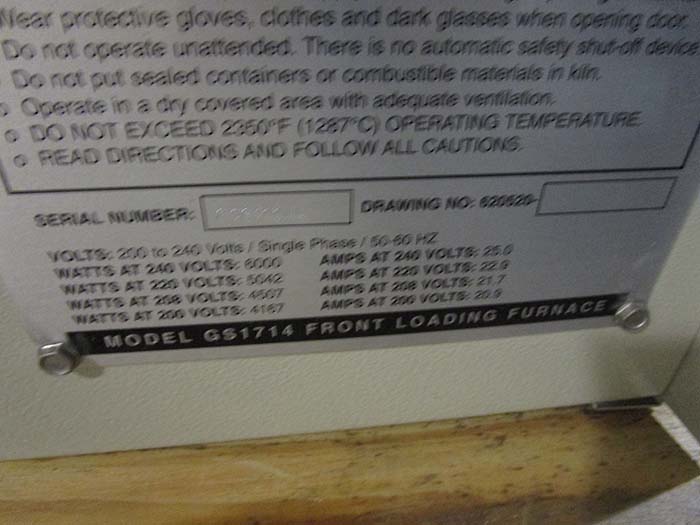 Wear protective gloves, clothes and dark glasses when opening door.
Do not operate unattended. There is no automatic safety shut-off device
Do not put sealed containers or combustible materials in kiln.
Operate in a dry covered area with adequate ventilation.
DO NOT EXCEED 2350°F (1287°C) OPERATING TEMPERATURE.
READ DIRECTIONS AND FOLLOW ALL CAUTIONS.
SERIAL NUMBER: DRAWING NO: 620520-
VOLTS: 200 to 240 Volts / Single Phase / 50-60 HZ
WATTS AT 240 VOLTS: 6000 AMPS AT 240 VOLTS: 25.0
WATTS AT 220 VOLTS: 5042 AMPS AT 220 VOLTS: 22.9
WATTS AT 208 VOLTS: 4507 AMPS AT 208 VOLTS: 21.7
WATTS AT 200 VOLTS: 4167 AMPS AT 200 VOLTS: 20.9
MODEL GS1714 FRONT LOADING FURNACE